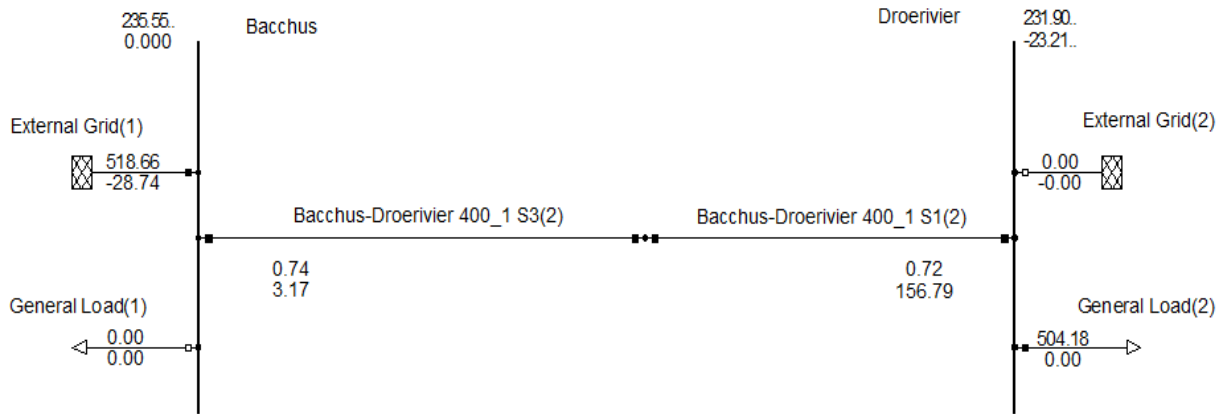 235.55..
0.000
Bacchus
Droerivier
231.90..
-23.21..
External Grid(1)
518.66
-28.74
External Grid(2)
0.00
-0.00
Bacchus-Droerivier 400_1 S3(2)
Bacchus-Droerivier 400_1 S1(2)
0.74
3.17
0.72
156.79
General Load(1)
0.00
0.00
General Load(2)
504.18
0.00